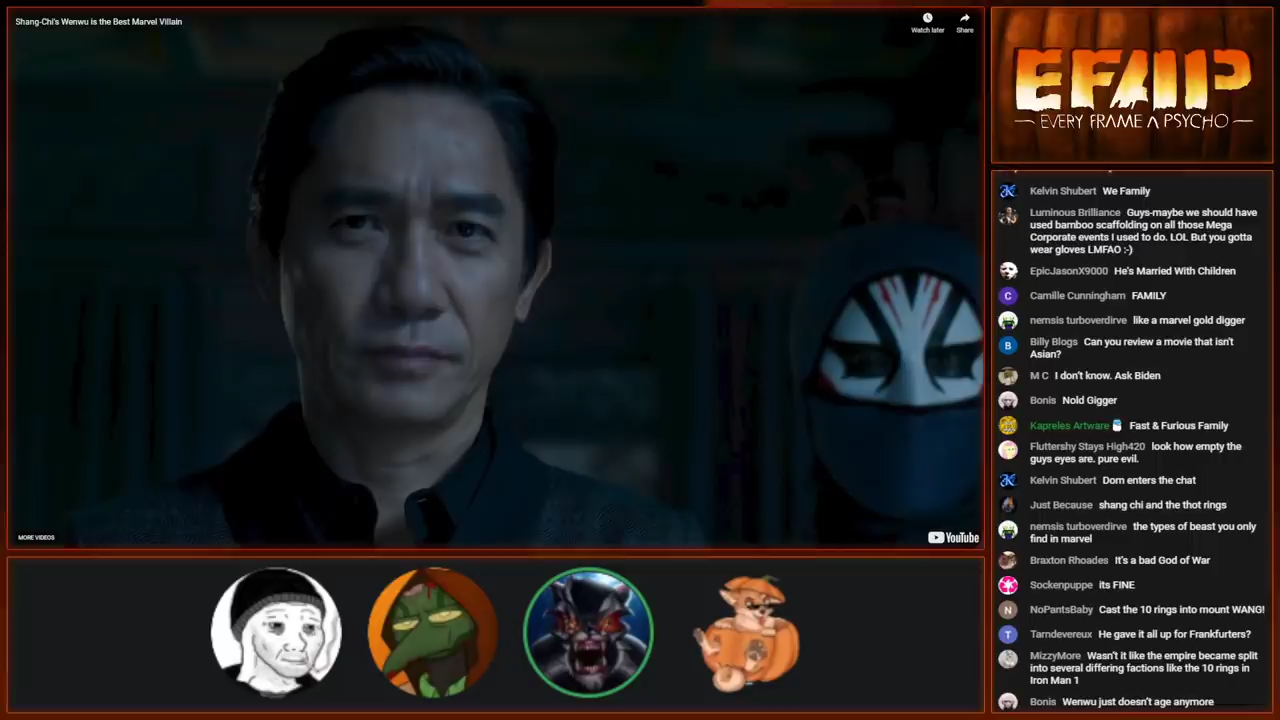 Shang-Chi's Wenwu is the Best Marvel Villain
Watch later
Share
MORE VIDEOS
YouTube
EFAP
EVERY FRAME A PSYCHO
Kelvin Shubert We Family
Luminous Brilliance Guys-maybe we should have
used bamboo scaffolding on all those Mega
Corporate events I used to do. LOL But you gotta
wear gloves LMFAO :-)
EpicJasonX9000 He's Married With Children
C
Camille Cunningham FAMILY
nemsis turboverdirve like a marvel gold digger
B
Billy Blogs Can you review a movie that isn't
Asian?
M C I don't know. Ask Biden
Bonis Nold Gigger
Kapreles Artware Fast & Furious Family
Fluttershy Stays High420 look how empty the
guys eyes are. pure evil.
Kelvin Shubert Dom enters the chat
Just Because shang chi and the thot rings
nemsis turboverdirve the types of beast you only
find in marvel
Braxton Rhoades It's a bad God of War
Sockenpuppe its FINE
N
NoPantsBaby Cast the 10 rings into mount WANG!
T
Tarndevereux He gave it all up for Frankfurters?
MizzyMore Wasn't it like the empire became split
into several differing factions like the 10 rings in
Iron Man 1
Bonis Wenwu just doesn't age anymore